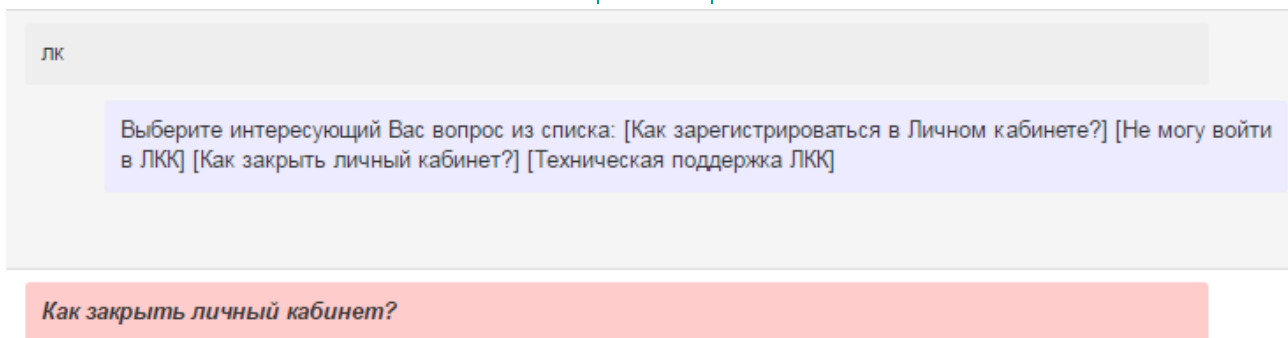 лк
Выберите интересующий Вас вопрос из списка: [Как зарегистрироваться в Личном кабинете?] [Не могу войти
в ЛКК] [Как закрыть личный кабинет?] [Техническая поддержка ЛКК]
Как закрыть личный кабинет?